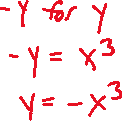 -y for y
-y = x³
y = -x³